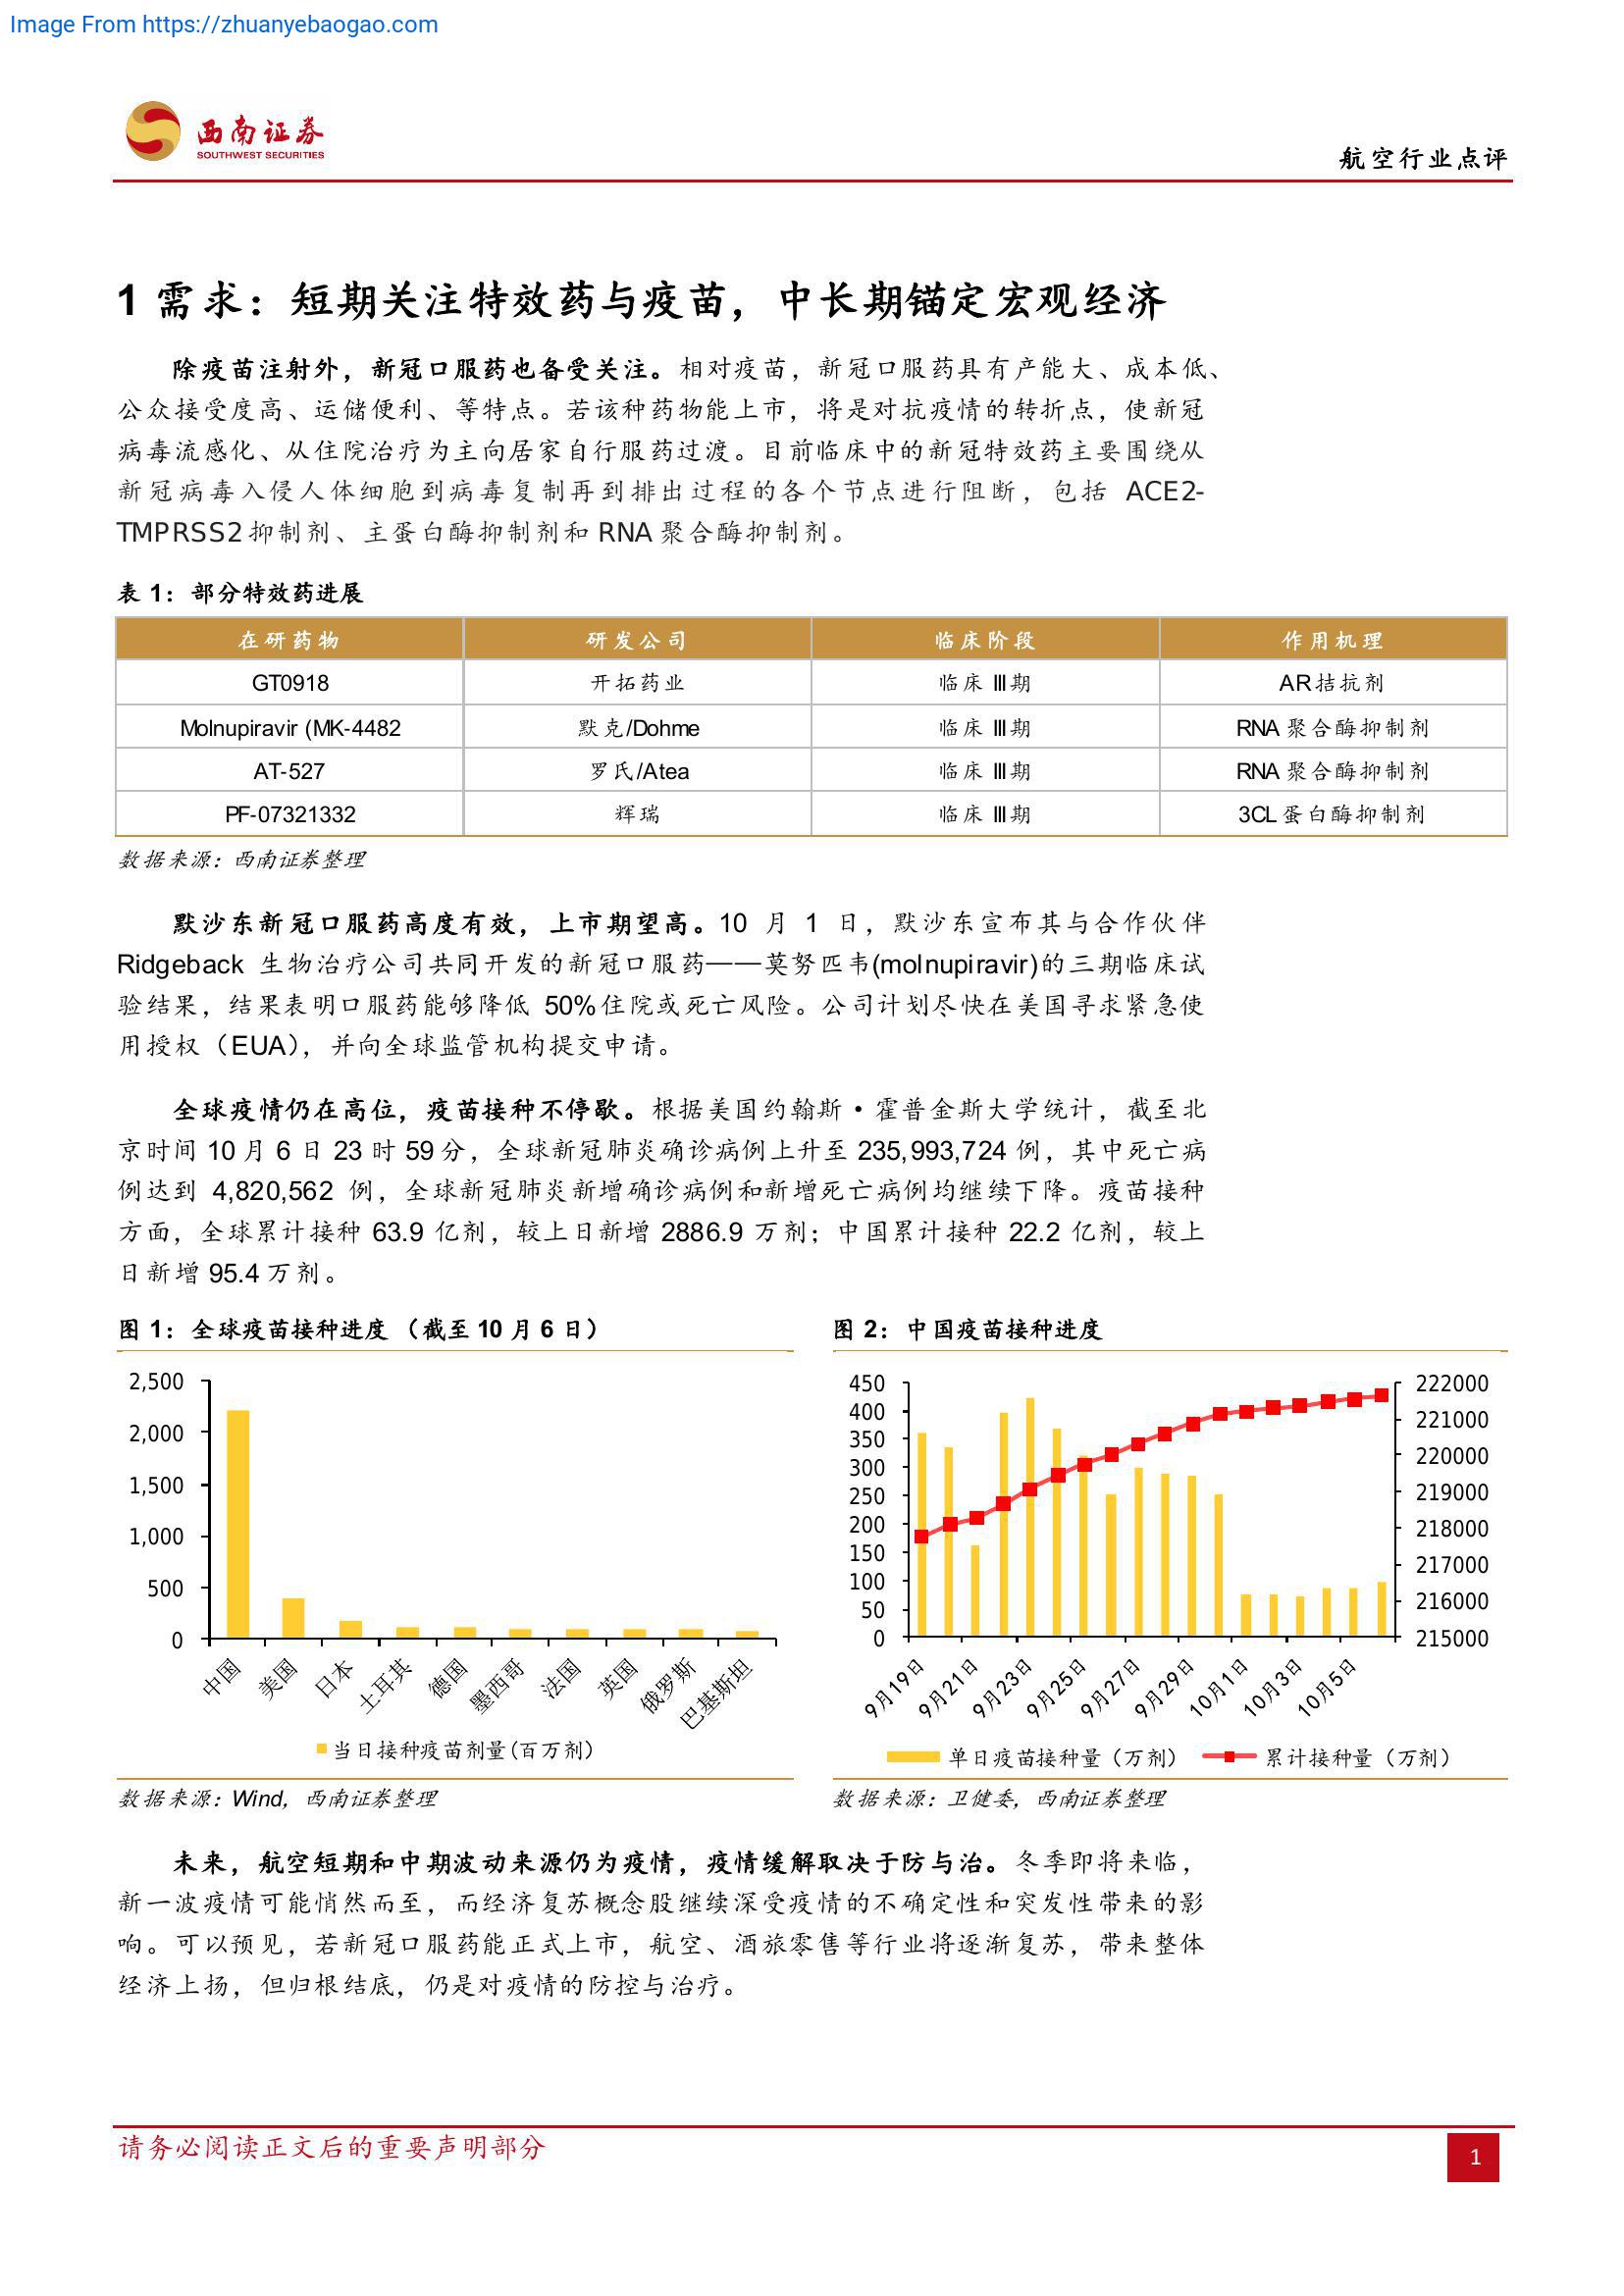 Image From https://zhuanyebaogao.com
西南证券
SOUTHWEST SECURITIES
航空行业点评
1 需求：短期关注特效药与疫苗，中长期锚定宏观经济
除疫苗注射外，新冠口服药也备受关注。相对疫苗，新冠口服药具有产能大、成本低、
公众接受度高、运储便利、等特点。若该种药物能上市，将是对抗疫情的转折点，使新冠
病毒流感化、从住院治疗为主向居家自行服药过渡。目前临床中的新冠特效药主要围绕从
新冠病毒入侵人体细胞到病毒复制再到排出过程的各个节点进行阻断，包括 ACE2-
TMPRSS2抑制剂、主蛋白酶抑制剂和 RNA 聚合酶抑制剂。
表 1：部分特效药进展
在研药物 研发公司 临床阶段 作用机理
GT0918 开拓药业 临床 III期 AR拮抗剂
Molnupiravir (MK-4482 默克/Dohme 临床 III期 RNA 聚合酶抑制剂
AT-527 罗氏/Atea 临床 III期 RNA 聚合酶抑制剂
PF-07321332 辉瑞 临床 III期 3CL蛋白酶抑制剂
数据来源：西南证券整理
默沙东新冠口服药高度有效，上市期望高。10 月 1 日，默沙东宣布其与合作伙伴
Ridgeback 生物治疗公司共同开发的新冠口服药——莫努匹韦(molnupiravir)的三期临床试
验结果，结果表明口服药能够降低 50%住院或死亡风险。公司计划尽快在美国寻求紧急使
用授权（EUA），并向全球监管机构提交申请。
全球疫情仍在高位，疫苗接种不停歇。根据美国约翰斯•霍普金斯大学统计，截至北
京时间 10 月 6 日 23 时 59 分，全球新冠肺炎确诊病例上升至 235,993,724 例，其中死亡病
例达到 4,820,562 例，全球新冠肺炎新增确诊病例和新增死亡病例均继续下降。疫苗接种
方面，全球累计接种 63.9 亿剂，较上日新增 2886.9 万剂；中国累计接种 22.2 亿剂，较上
日新增 95.4 万剂。
图 1：全球疫苗接种进度 （截至 10 月 6 日）
2,500
2,000
1,500
1,000
500
0
中国 美国 日本 土耳其 德国 墨西哥 法国 英国 俄罗斯 巴基斯坦
当日接种疫苗剂量(百万剂)
数据来源：Wind，西南证券整理
图 2：中国疫苗接种进度
450
400
350
300
250
200
150
100
50
0
222000
221000
220000
219000
218000
217000
216000
215000
9月19日 9月21日 9月23日 9月25日 9月27日 9月29日 10月1日 10月3日 10月5日
单日疫苗接种量（万剂） 累计接种量（万剂）
数据来源：卫健委，西南证券整理
未来，航空短期和中期波动来源仍为疫情，疫情缓解取决于防与治。冬季即将来临，
新一波疫情可能悄然而至，而经济复苏概念股继续深受疫情的不确定性和突发性带来的影
响。可以预见，若新冠口服药能正式上市，航空、酒旅零售等行业将逐渐复苏，带来整体
经济上扬，但归根结底，仍是对疫情的防控与治疗。
请务必阅读正文后的重要声明部分
1